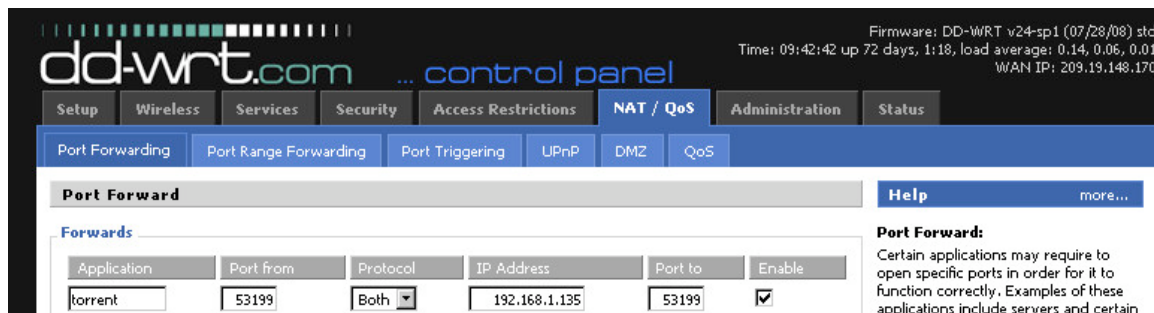 Firmware: DD-WRT v24-sp1 (07/28/08) std
Time: 09:42:42 up 72 days, 1:18, load average: 0.14, 0.06, 0.01
WAN IP: 209.19.148.170
dd-wrt.com ... control panel
Setup Wireless Services Security Access Restrictions NAT / QoS Administration Status
Port Forwarding Port Range Forwarding Port Triggering UPnP DMZ QoS
Port Forward
Forwards
Application Port from Protocol IP Address Port to Enable
torrent 53199 Both 192.168.1.135 53199
Help more...
Port Forward:
Certain applications may require to
open specific ports in order for it to
function correctly. Examples of these
applications include servers and certain